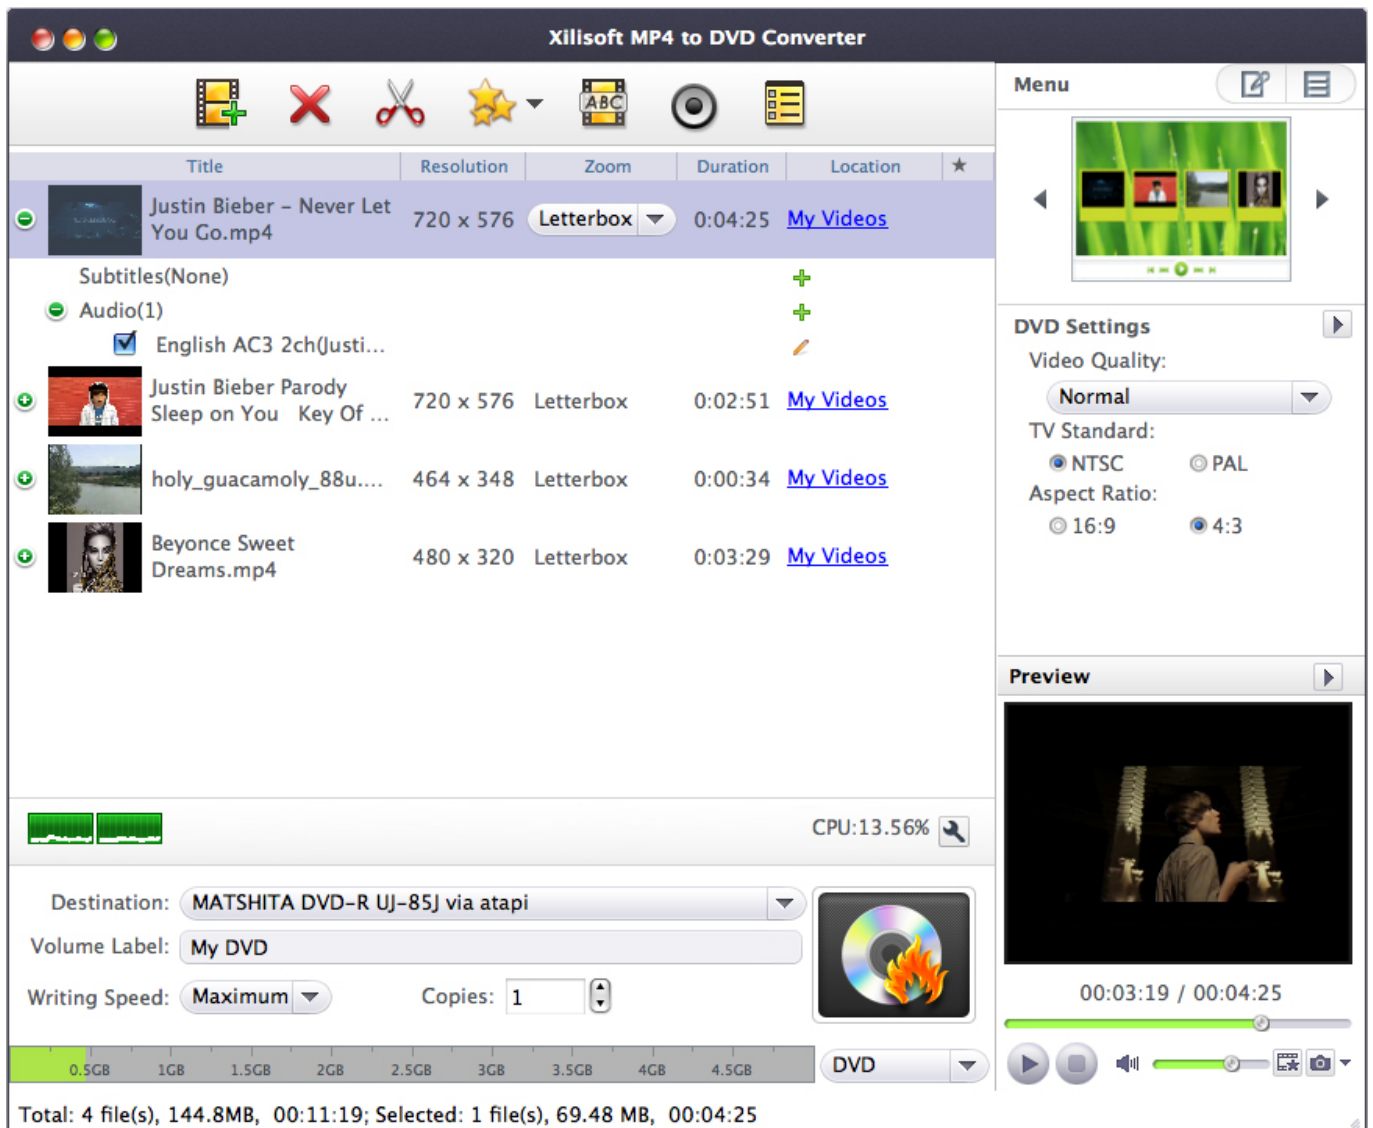 Xilisoft MP4 to DVD Converter
ABC
Menu
Title Resolution Zoom Duration Location ★
Justin Bieber – Never Let
You Go.mp4
720 x 576 Letterbox 0:04:25 My Videos
Subtitles(None)
Audio(1)
English AC3 2ch(Justi...
Justin Bieber Parody
Sleep on You Key Of ...
720 x 576 Letterbox 0:02:51 My Videos
holy_guacamoly_88u.... 464 x 348 Letterbox 0:00:34 My Videos
Beyonce Sweet
Dreams.mp4
480 x 320 Letterbox 0:03:29 My Videos
DVD Settings
Video Quality:
Normal
TV Standard:
NTSC PAL
Aspect Ratio:
16:9 4:3
Preview
00:03:19 / 00:04:25
CPU:13.56%
Destination: MATSHITA DVD-R UJ-85J via atapi
Volume Label: My DVD
Writing Speed: Maximum Copies: 1
0.5GB 1GB 1.5GB 2GB 2.5GB 3GB 3.5GB 4GB 4.5GB DVD
Total: 4 file(s), 144.8MB, 00:11:19; Selected: 1 file(s), 69.48 MB, 00:04:25